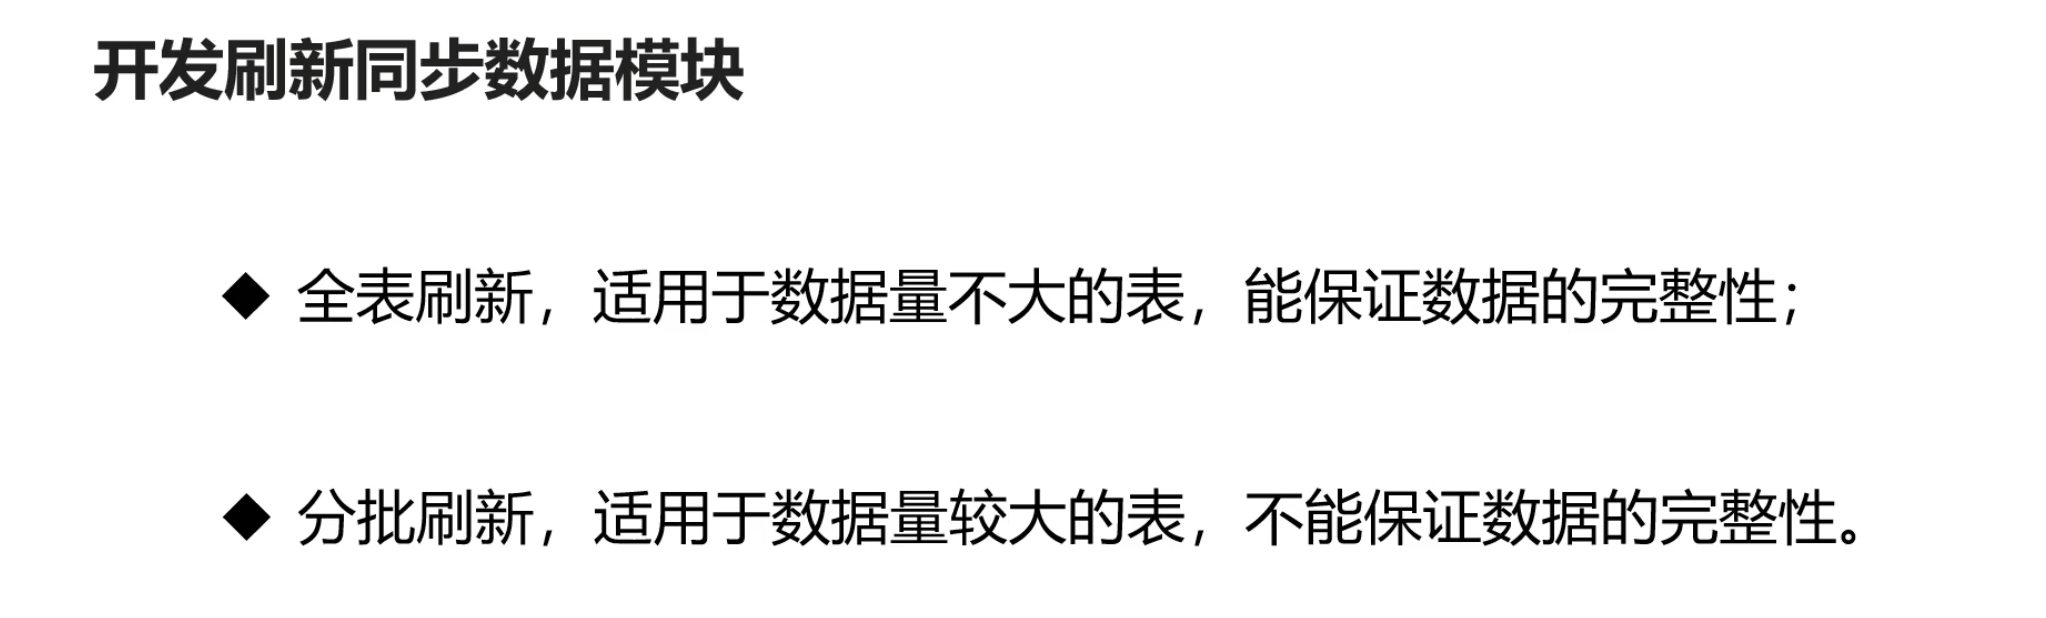 开发刷新同步数据模块
◆ 全表刷新，适用于数据量不大的表，能保证数据的完整性；
◆ 分批刷新，适用于数据量较大的表，不能保证数据的完整性。